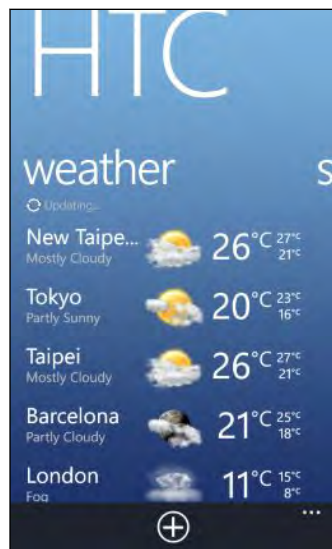 HTC
weather
s
Updating...
New Taipe... 26°C 27°C
Mostly Cloudy 21°C
Tokyo 20°C 23°C
Partly Sunny 16°C
Taipei 26°C 27°C
Mostly Cloudy 21°C
Barcelona 21°C 25°C
Partly Cloudy 18°C
London 11°C 15°C
Fog 8°C